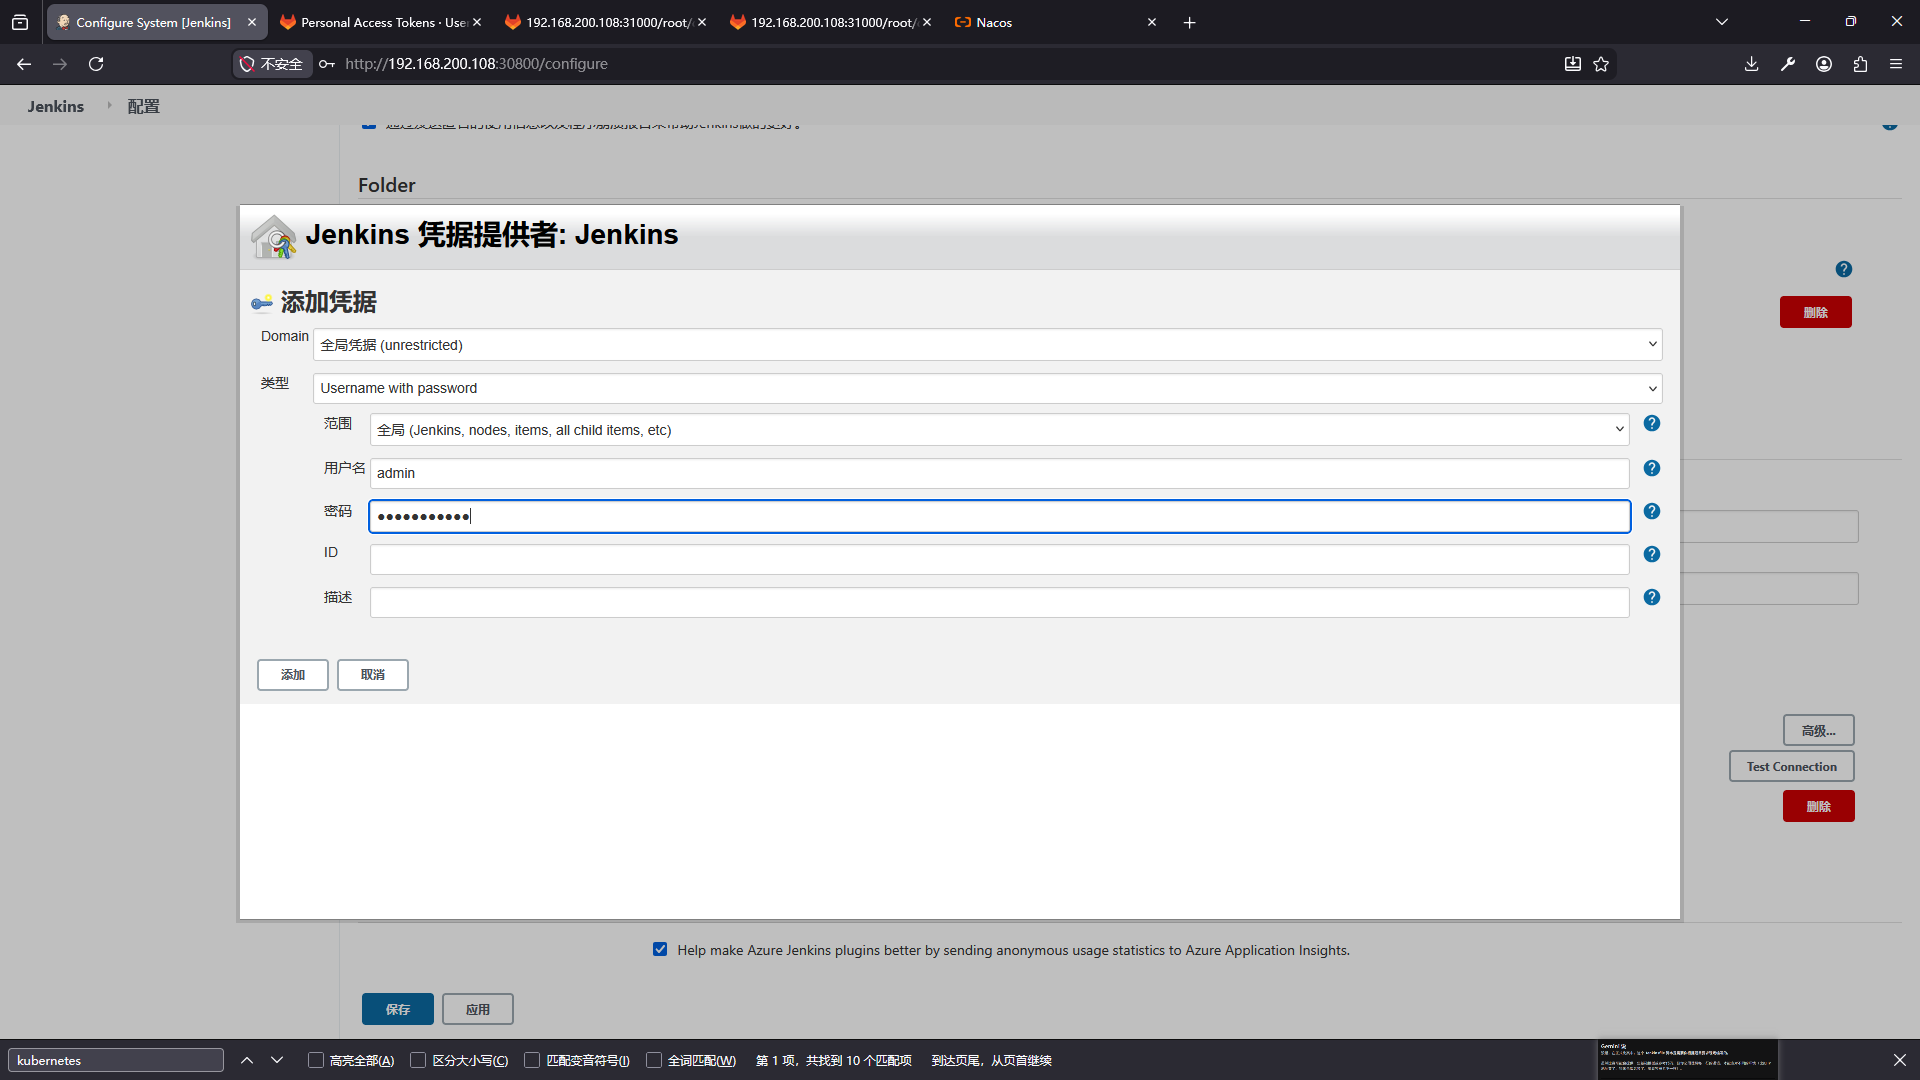 Configure System [Jenkins]
Personal Access Tokens · Use
192.168.200.108:31000/root/
192.168.200.108:31000/root/
Nacos
不安全
http://192.168.200.108:30800/configure
Jenkins
配置
Folder
Jenkins 凭据提供者: Jenkins
添加凭据
Domain
全局凭据 (unrestricted)
类型
Username with password
范围
全局 (Jenkins, nodes, items, all child items, etc)
用户名
admin
密码
●●●●●●●●●●●
ID
描述
添加
取消
删除
高级...
Test Connection
删除
Help make Azure Jenkins plugins better by sending anonymous usage statistics to Azure Application Insights.
保存
应用
kubernetes
高亮全部(A)
区分大小写(C)
匹配变音符号(I)
全词匹配(W)
第 1 项，共找到 10 个匹配项
到达页尾，从页首继续